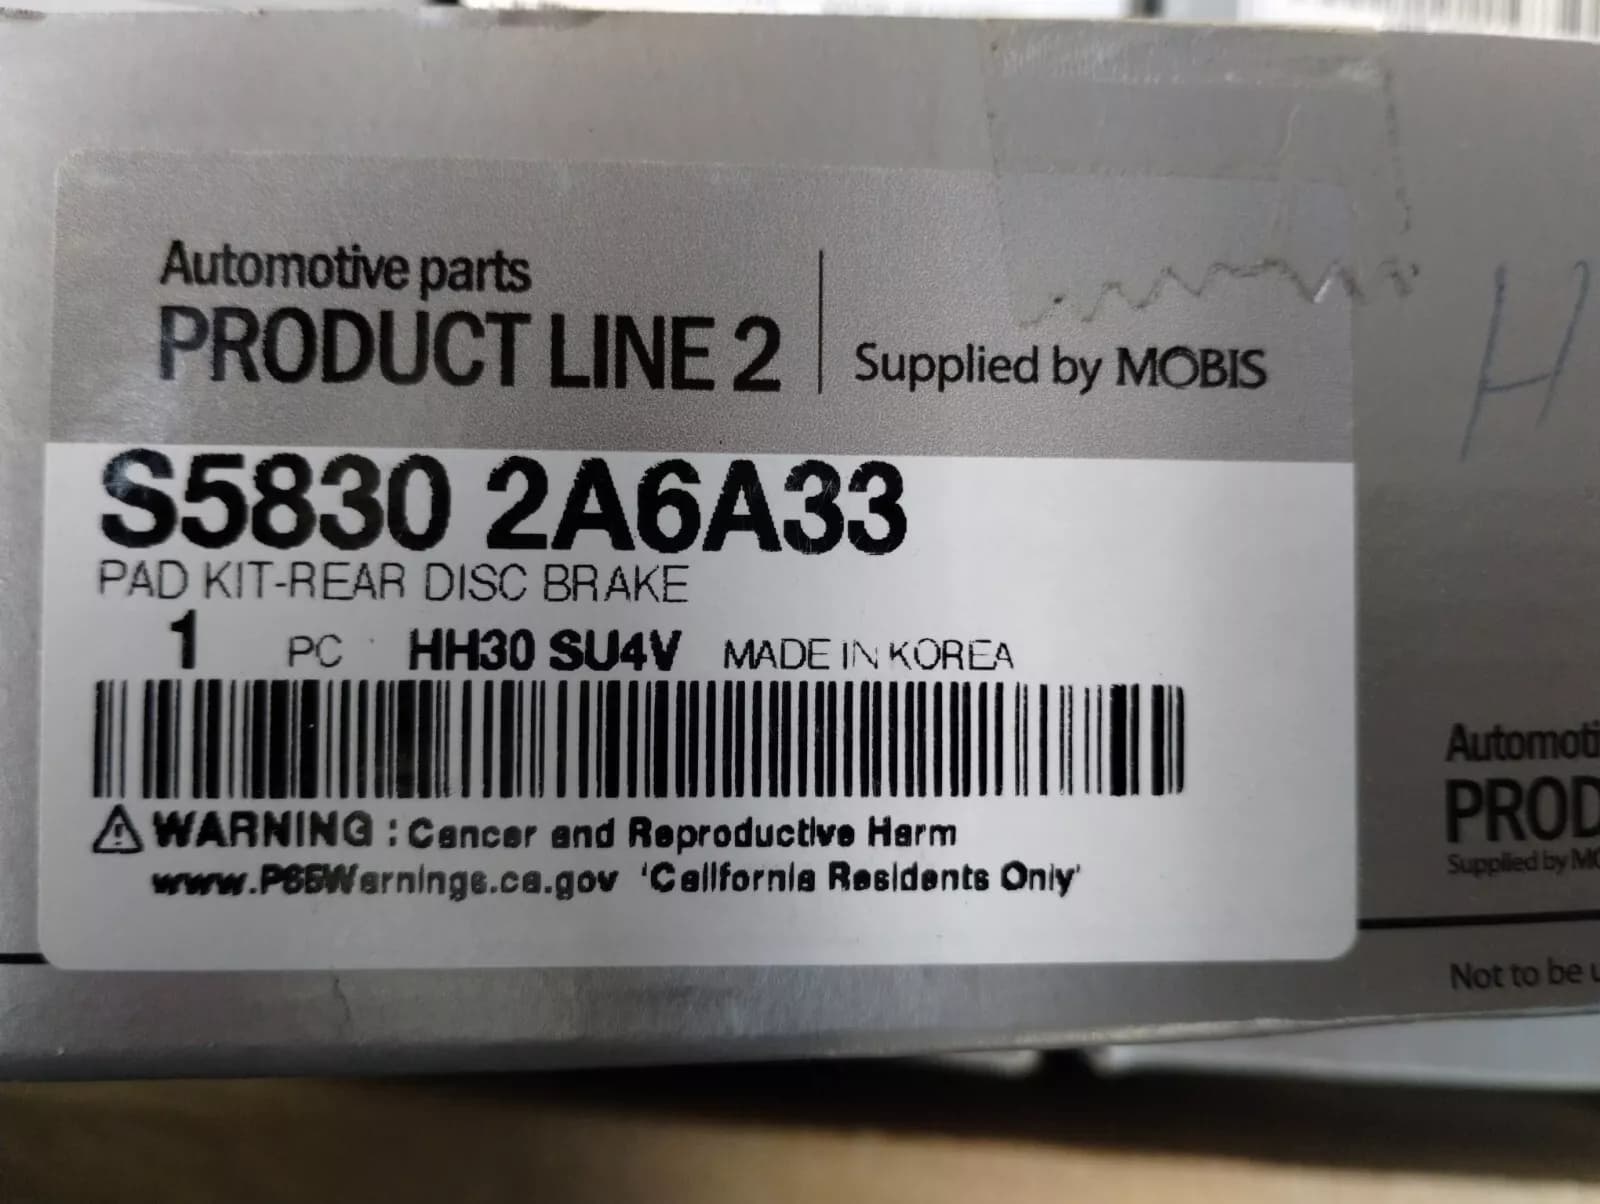 Automotive parts
PRODUCT LINE 2
Supplied by MOBIS
S5830 2A6A33
PAD KIT-REAR DISC BRAKE
1 PC HH30 SU4V MADE IN KOREA
WARNING : Cancer and Reproductive Harm
www.P65Warnings.ca.gov 'California Residents Only'
H
Automoti
PROD
Supplied by MO
Not to be u